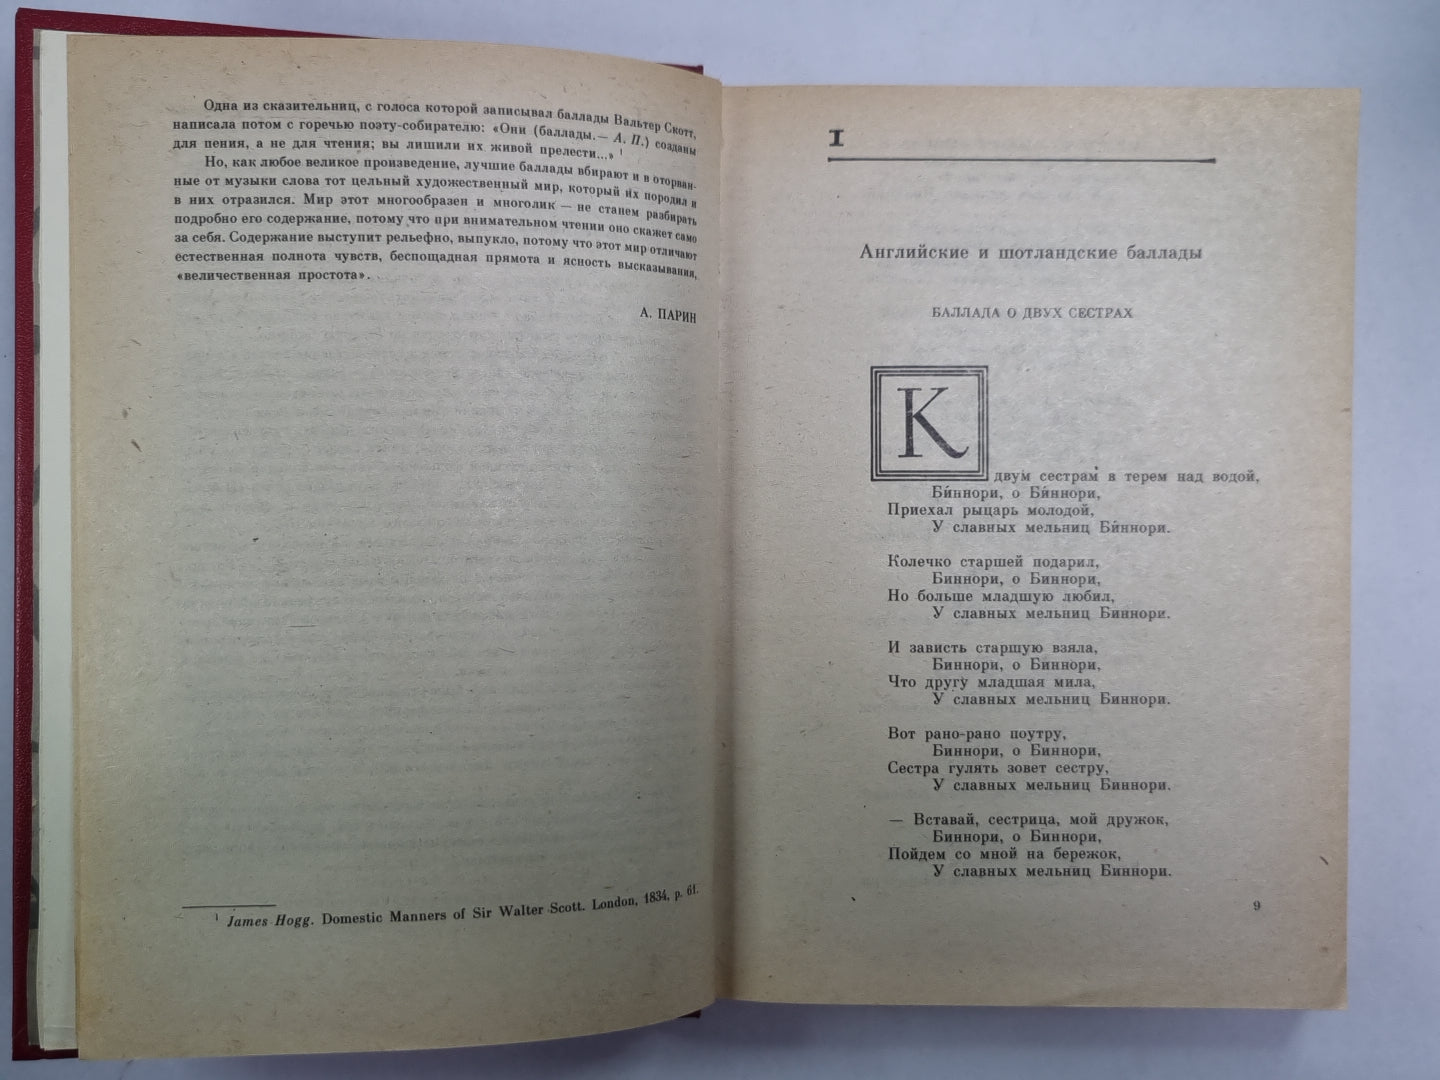 Одна из сказительниц, с голоса которой записывал баллады Вальтер Скотт,
написала потом с горечью поэту-собирателю: «Они (баллады.— А. П.) созданы
для пения, а не для чтения; вы лишили их живой прелести...» 1
Но, как любое великое произведение, лучшие баллады вбирают и в оторван-
ные от музыки слова тот цельный художественный мир, который их породил и
в них отразился. Мир этот многообразен и многолик — не станем разбирать
подробно его содержание, потому что при внимательном чтении оно скажет само
за себя. Содержание выступит рельефно, выпукло, потому что этот мир отличают
естественная полнота чувств, беспощадная прямота и ясность высказывания,
«величественная простота».
А. ПАРИН
1 James Hogg. Domestic Manners of Sir Walter Scott. London, 1834, p. 61.
I
Английские и шотландские баллады
БАЛЛАДА О ДВУХ СЕСТРАХ
К двум сестрам в терем над водой,
Би́ннори, о Би́ннори,
Приехал рыцарь молодой,
У славных мельниц Би́ннори.
Колечко старшей подарил,
Биннори, о Биннори,
Но больше младшую любил,
У славных мельниц Биннори.
И зависть старшую взяла,
Биннори, о Биннори,
Что другу младшая мила,
У славных мельниц Биннори.
Вот рано-рано поутру,
Биннори, о Биннори,
Сестра гулять зовет сестру,
У славных мельниц Биннори.
— Вставай, сестрица, мой дружок,
Биннори, о Биннори,
Пойдем со мной на бережок,
У славных мельниц Биннори.
9